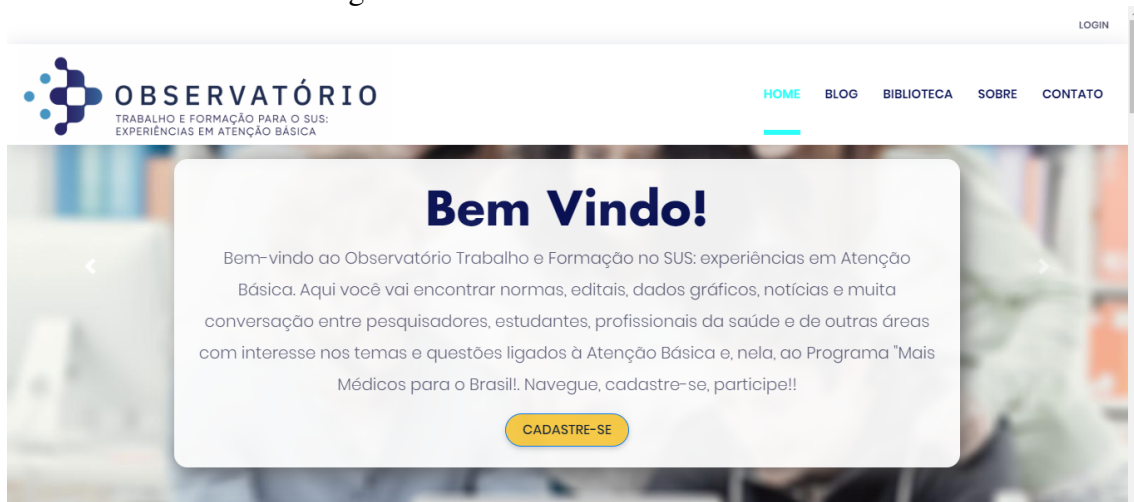 LOGIN
OBSERVATÓRIO
TRABALHO E FORMAÇÃO PARA O SUS:
EXPERIÊNCIAS EM ATENÇÃO BÁSICA
HOME BLOG BIBLIOTECA SOBRE CONTATO
Bem Vindo!
Bem-vindo ao Observatório Trabalho e Formação no SUS: experiências em Atenção
Básica. Aqui você vai encontrar normas, editais, dados gráficos, notícias e muita
conversação entre pesquisadores, estudantes, profissionais da saúde e de outras áreas
com interesse nos temas e questões ligados à Atenção Básica e, nela, ao Programa "Mais
Médicos para o Brasil!. Navegue, cadastre-se, participe!!
CADASTRE-SE